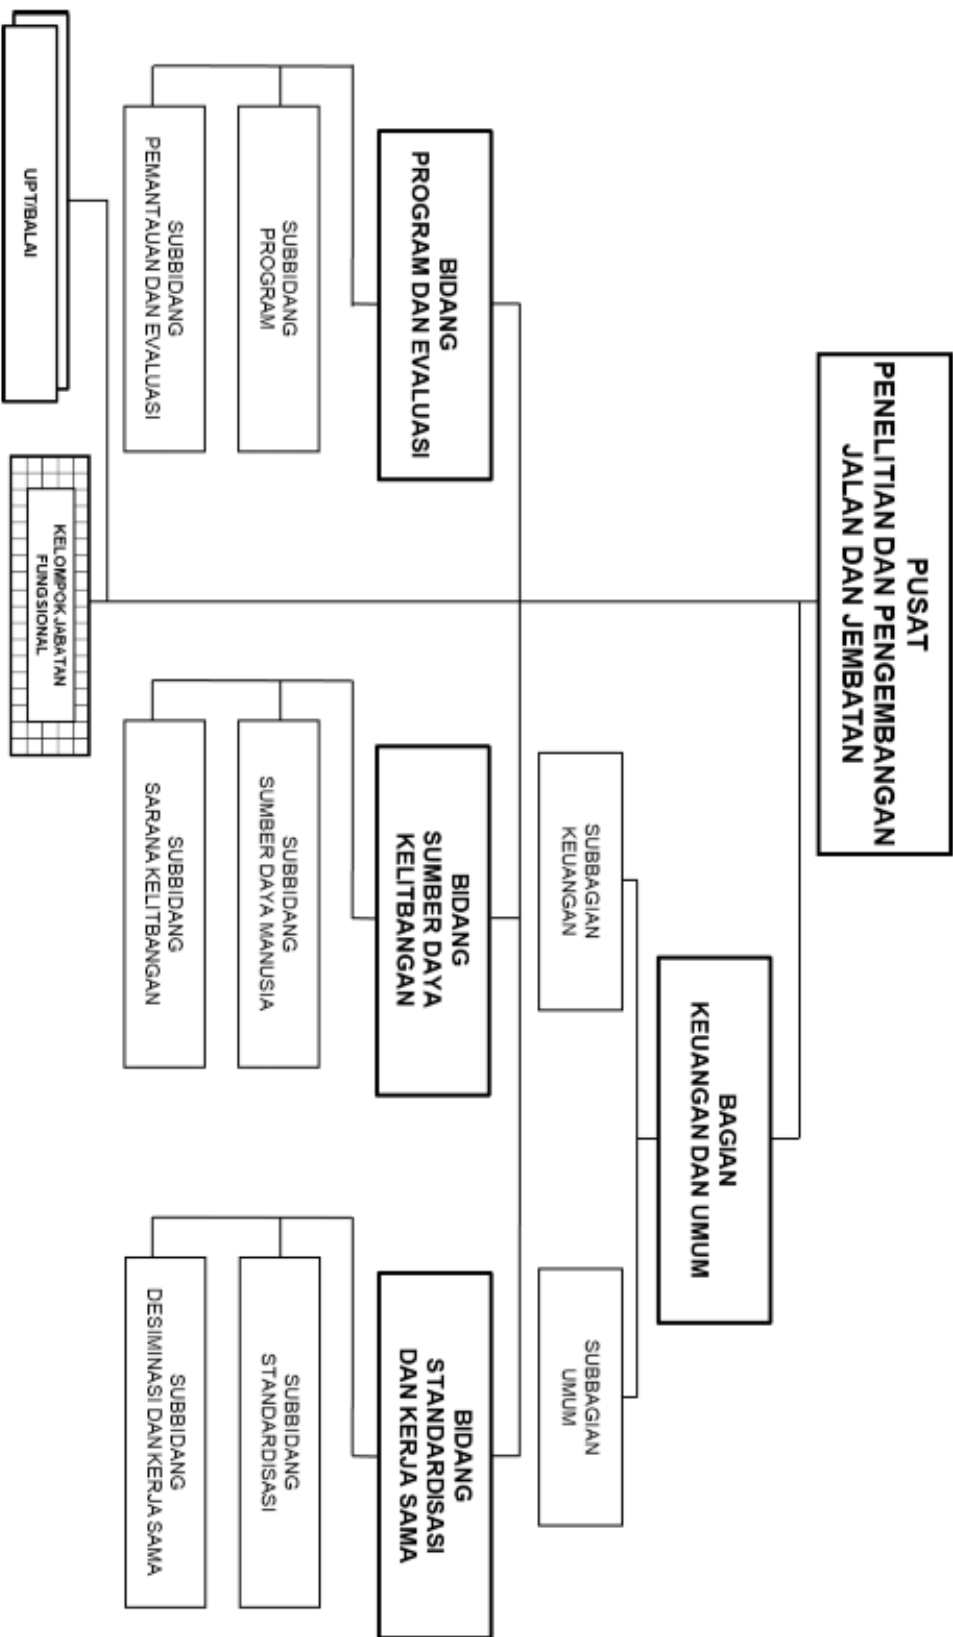 PUSAT
PENELITIAN DAN PENGEMBANGAN
JALAN DAN JEMBATAN
BAGIAN
KEUANGAN DAN UMUM
SUBBAGIAN
KEUANGAN
SUBBAGIAN
UMUM
BIDANG
PROGRAM DAN EVALUASI
BIDANG
SUMBER DAYA
KELITBANGAN
BIDANG
STANDARDISASI
DAN KERJA SAMA
SUBBIDANG
PROGRAM
SUBBIDANG
SUMBER DAYA MANUSIA
SUBBIDANG
STANDARDISASI
SUBBIDANG
PEMANTAUAN DAN EVALUASI
SUBBIDANG
SARANA KELITBANGAN
SUBBIDANG
DESIMINASI DAN KERJA SAMA
UPT/BALAI
KELOMPOK JABATAN
FUNGSIONAL